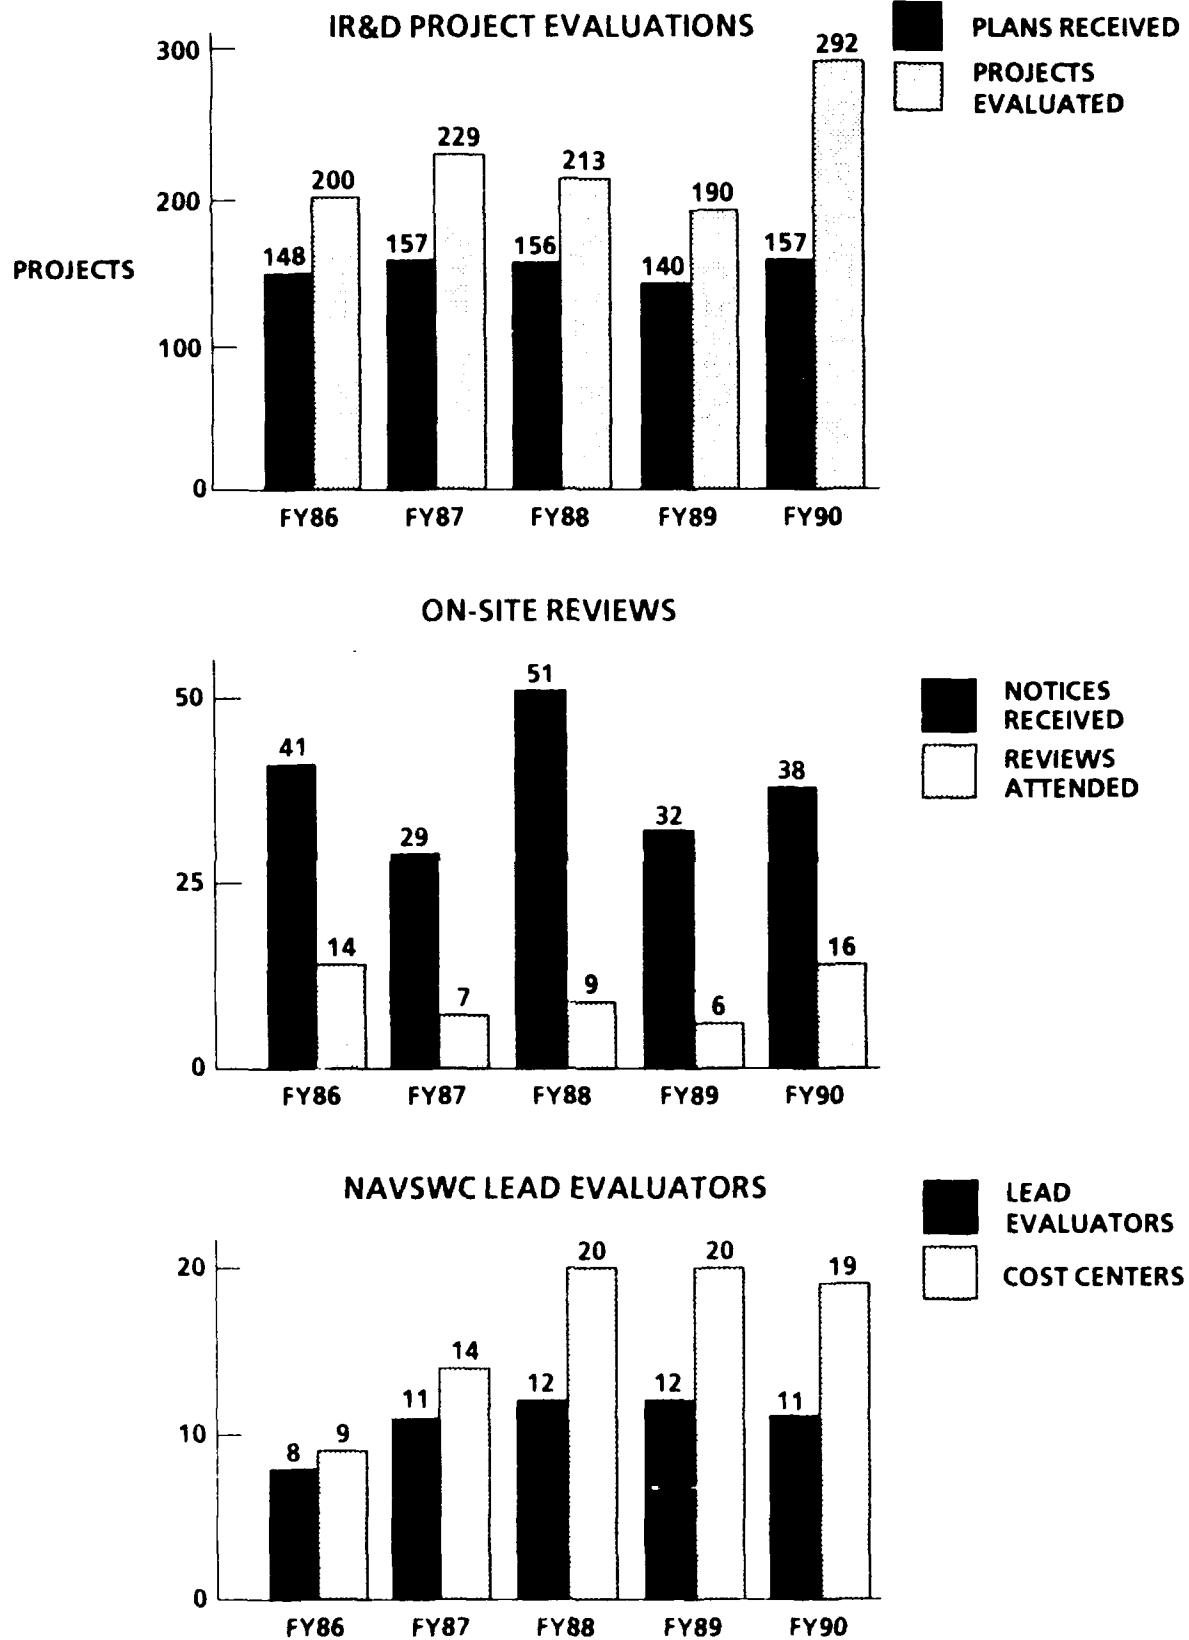 IR&D PROJECT EVALUATIONS
PLANS RECEIVED
PROJECTS
EVALUATED
PROJECTS
300
200
100
0
148
200
157
229
156
213
140
190
157
292
FY86
FY87
FY88
FY89
FY90
ON-SITE REVIEWS
NOTICES
RECEIVED
REVIEWS
ATTENDED
50
25
0
41
14
29
7
51
9
32
6
38
16
FY86
FY87
FY88
FY89
FY90
NAVSWC LEAD EVALUATORS
LEAD
EVALUATORS
COST CENTERS
20
10
0
8
9
11
14
12
20
12
20
11
19
FY86
FY87
FY88
FY89
FY90